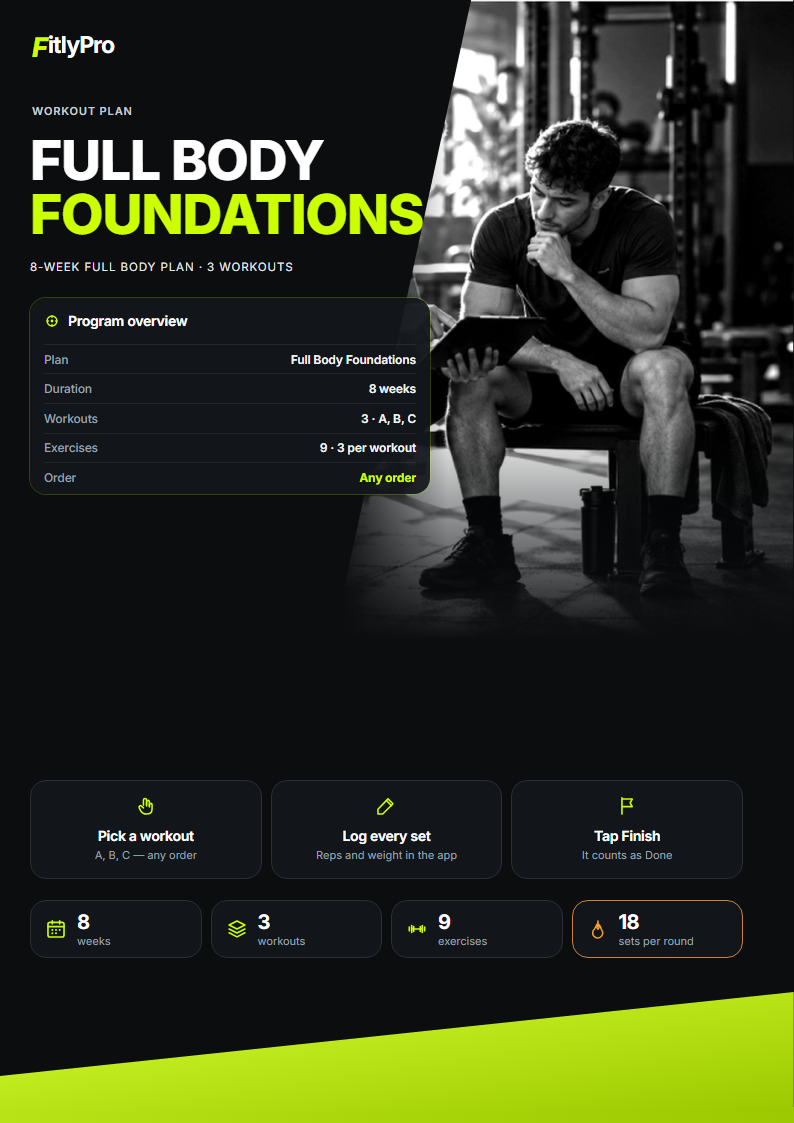 FitlyPro
WORKOUT PLAN
FULL BODY
FOUNDATIONS
8-WEEK FULL BODY PLAN · 3 WORKOUTS
Program overview
Plan Full Body Foundations
Duration 8 weeks
Workouts 3 · A, B, C
Exercises 9 · 3 per workout
Order Any order
Pick a workout
A, B, C — any order
Log every set
Reps and weight in the app
Tap Finish
It counts as Done
8
weeks
3
workouts
9
exercises
18
sets per round